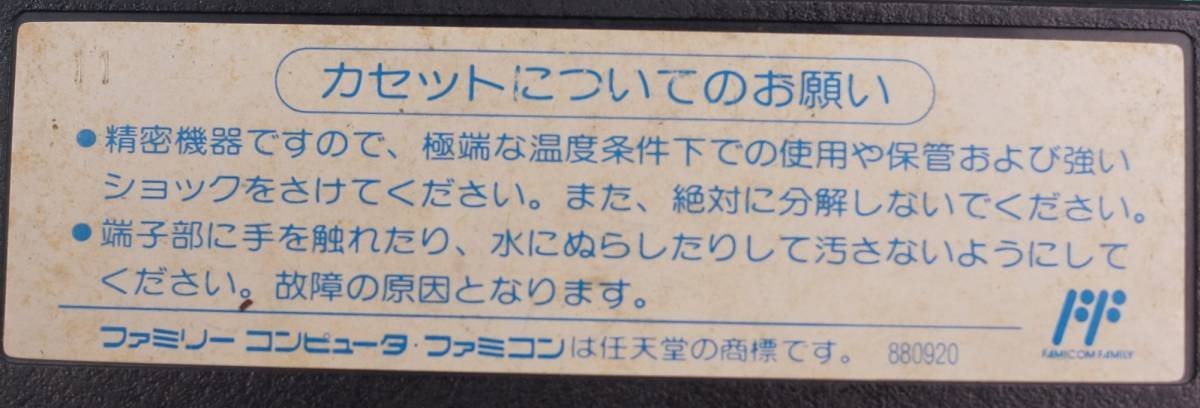 11
カセットについてのお願い
●精密機器ですので、極端な温度条件下での使用や保管および強い
ショックをさけてください。また、絶対に分解しないでください。
●端子部に手を触れたり、水にぬらしたりして汚さないようにして
ください。故障の原因となります。
ファミリーコンピュータ・ファミコンは任天堂の商標です。 880920
FAMICOM FAMILY